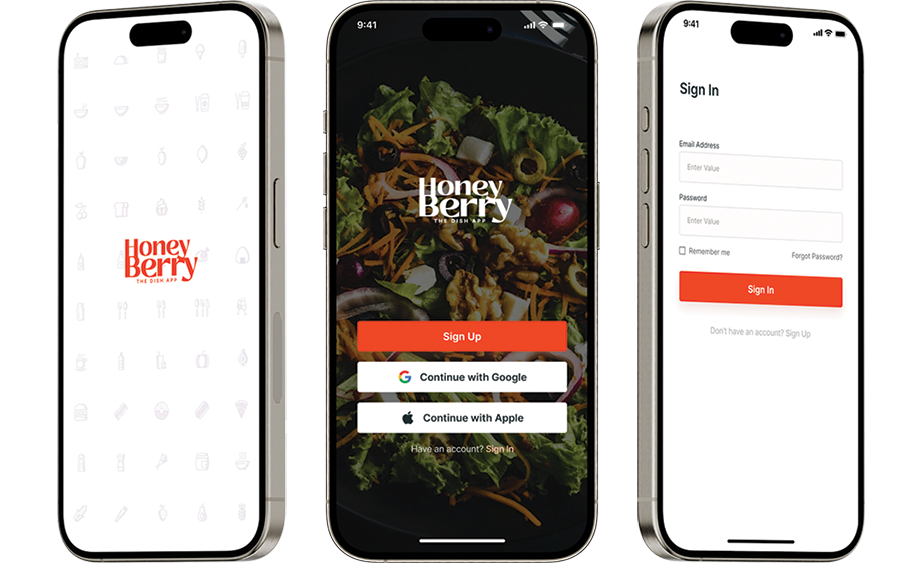 Honey
Berry
THE DISH APP
9:41
Honey
Berry
THE DISH APP
Sign Up
Continue with Google
Continue with Apple
Have an account? Sign In
9:41
Sign In
Email Address
Enter Value
Password
Enter Value
Remember me
Forgot Password?
Sign In
Don't have an account? Sign Up